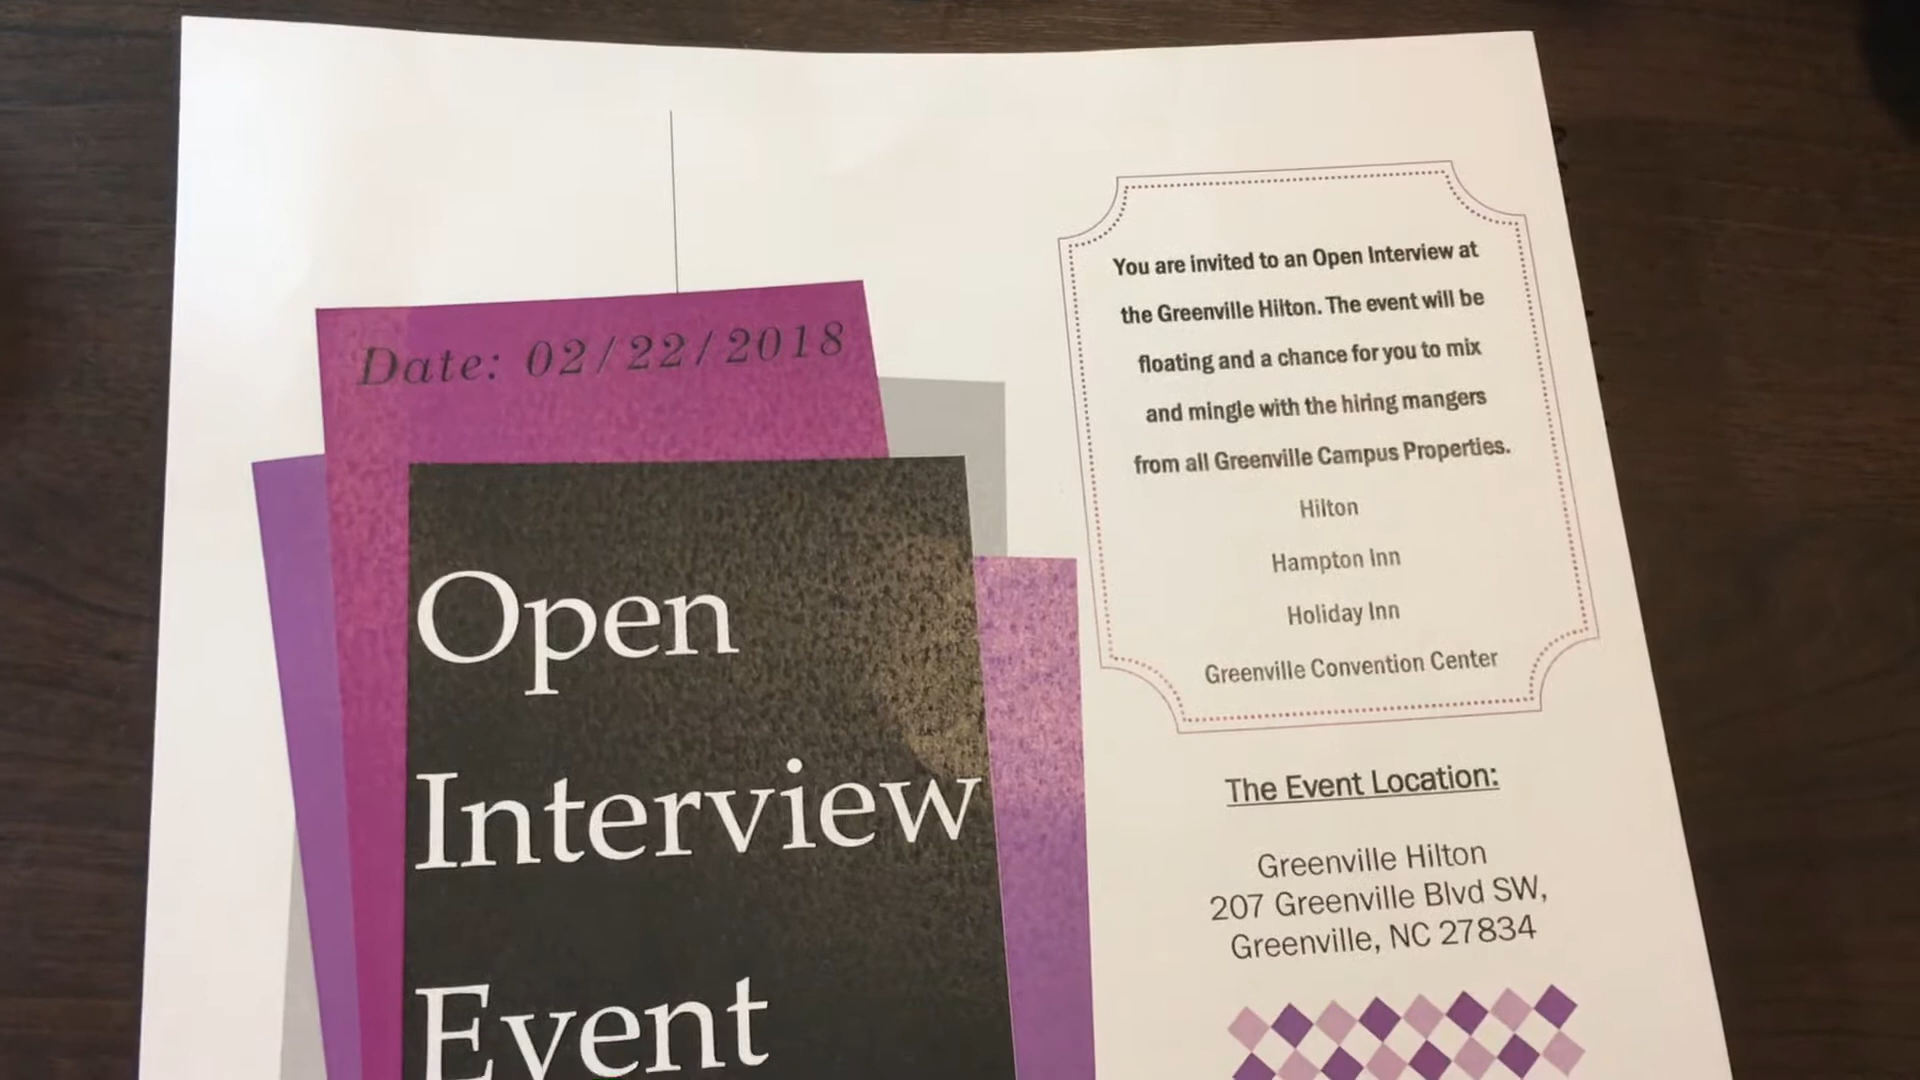 Date: 02/22/2018
Open
Interview
Event
You are invited to an Open Interview at
the Greenville Hilton. The event will be
floating and a chance for you to mix
and mingle with the hiring mangers
from all Greenville Campus Properties.
Hilton
Hampton Inn
Holiday Inn
Greenville Convention Center
The Event Location:
Greenville Hilton
207 Greenville Blvd SW,
Greenville, NC 27834